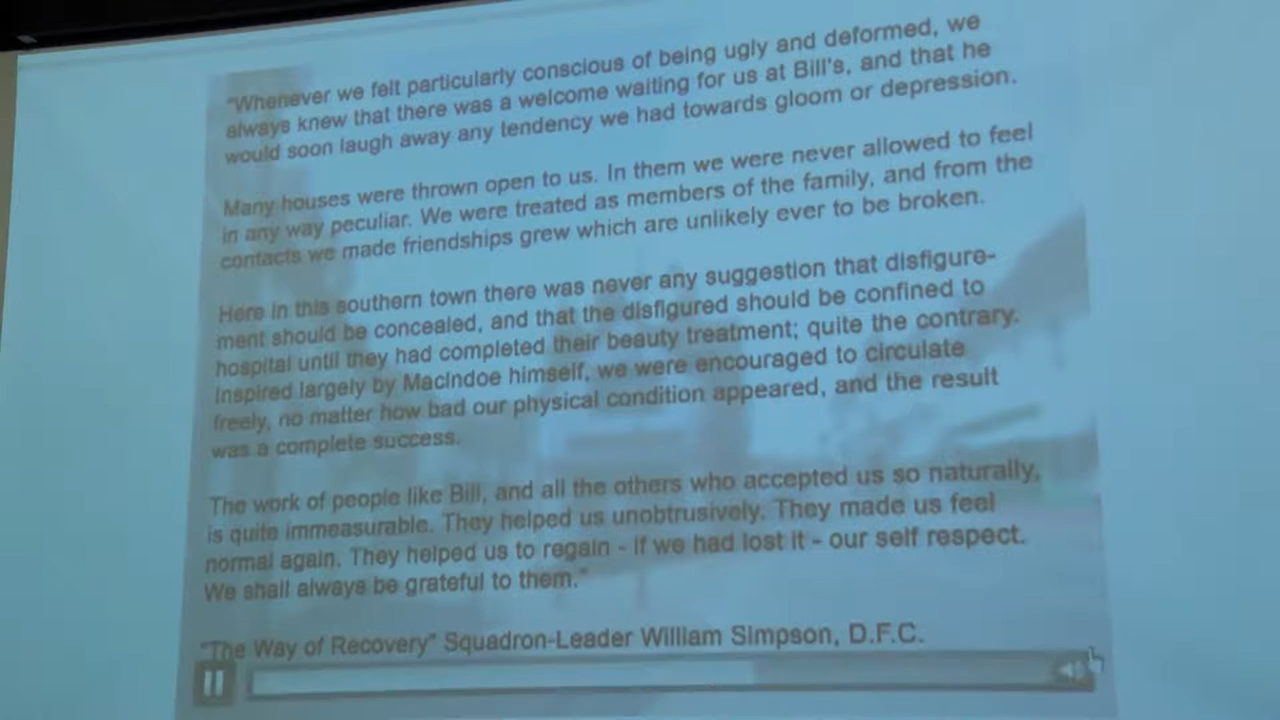 "Whenever we felt particularly conscious of being ugly and deformed, we
always knew that there was a welcome waiting for us at Bill's, and that he
would soon laugh away any tendency we had towards gloom or depression.
Many houses were thrown open to us. In them we were never allowed to feel
in any way peculiar. We were treated as members of the family, and from the
contacts we made friendships grew which are unlikely ever to be broken.
Here in this southern town there was never any suggestion that disfigure-
ment should be concealed, and that the disfigured should be confined to
hospital until they had completed their beauty treatment; quite the contrary.
Inspired largely by MacIndoe himself, we were encouraged to circulate
freely, no matter how bad our physical condition appeared, and the result
was a complete success.
The work of people like Bill, and all the others who accepted us so naturally,
is quite immeasurable. They helped us unobtrusively. They made us feel
normal again. They helped us to regain - if we had lost it - our self respect.
We shall always be grateful to them."
"The Way of Recovery" Squadron-Leader William Simpson, D.F.C.